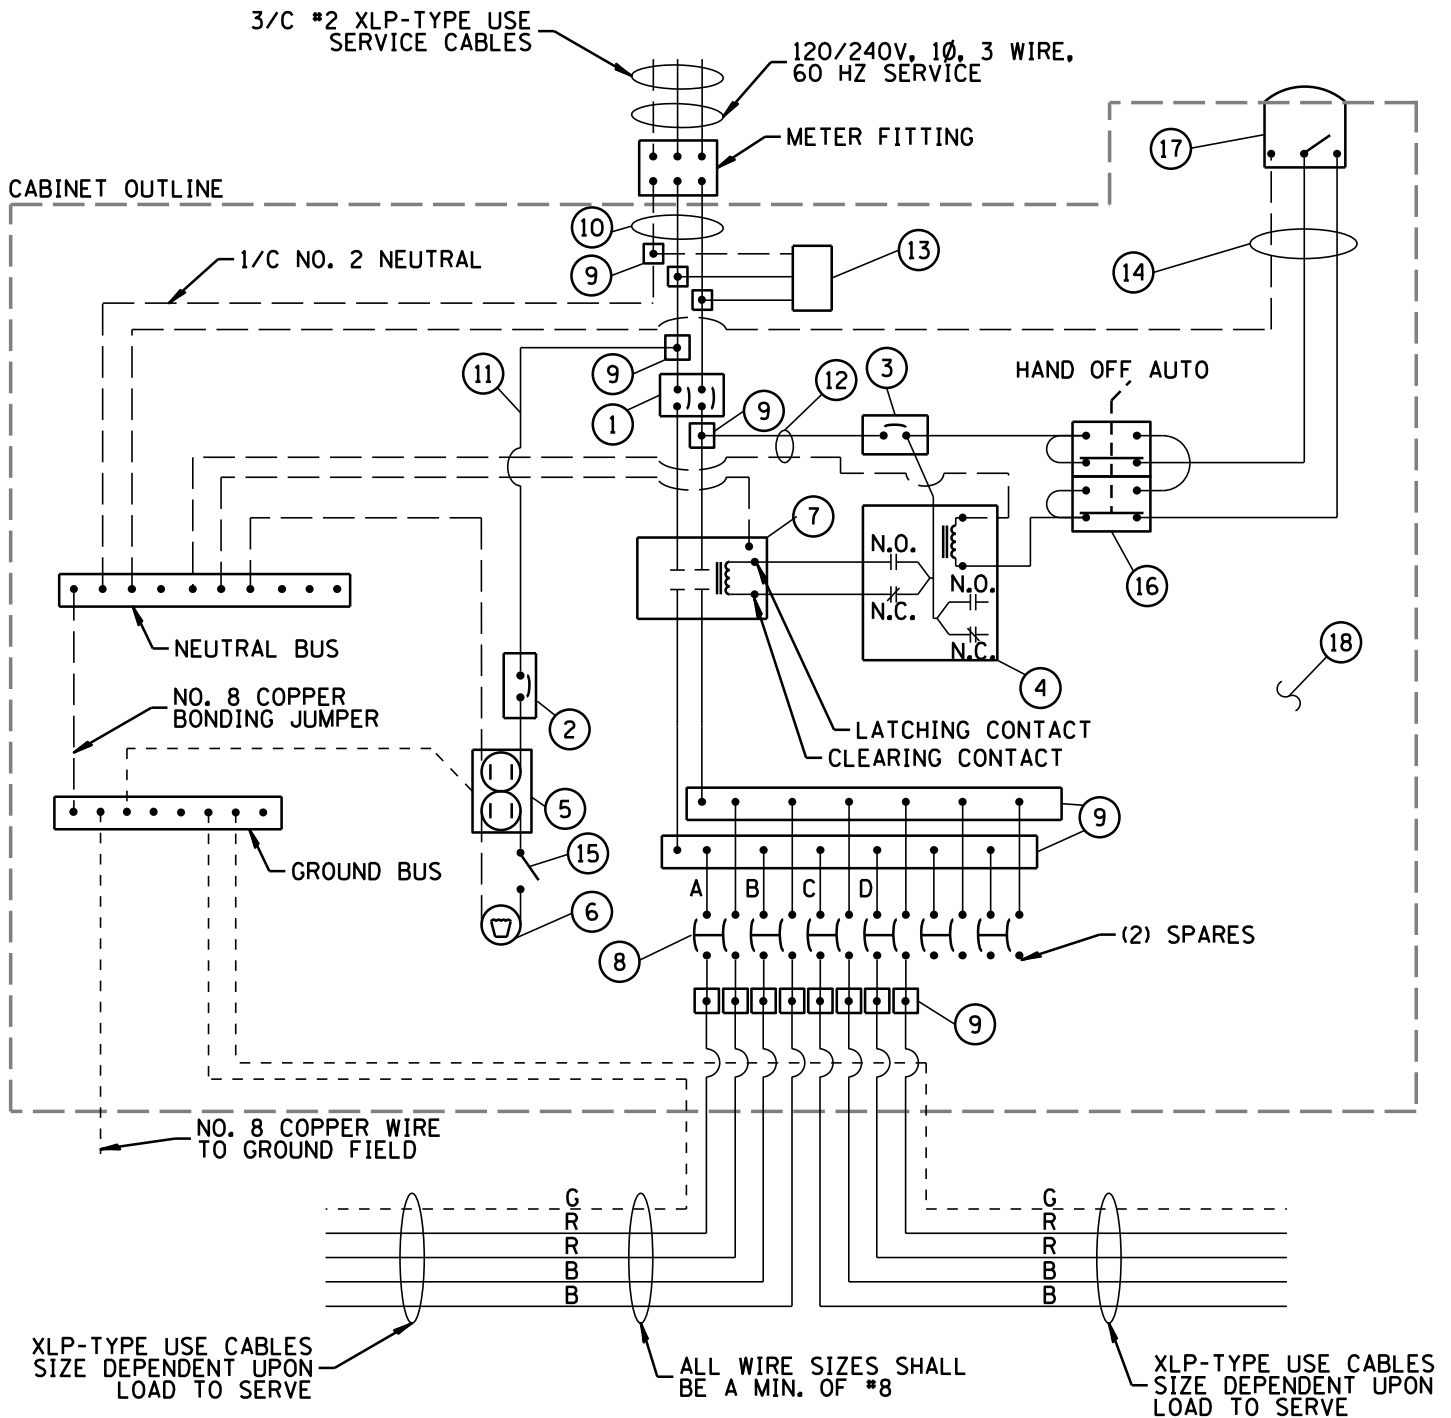 3/C #2 XLP-TYPE USE
SERVICE CABLES
120/240V, 1Ø, 3 WIRE,
60 HZ SERVICE
METER FITTING
17
CABINET OUTLINE
10
13
1/C NO. 2 NEUTRAL
9
14
9
11
12
3
HAND OFF AUTO
1
9
7
N.O.
N.C.
N.O.
N.C.
16
NEUTRAL BUS
18
4
NO. 8 COPPER
BONDING JUMPER
2
LATCHING CONTACT
CLEARING CONTACT
5
9
15
GROUND BUS
A B C D
6
8
(2) SPARES
9
NO. 8 COPPER WIRE
TO GROUND FIELD
G
R
R
B
B
G
R
R
B
B
XLP-TYPE USE CABLES
SIZE DEPENDENT UPON
LOAD TO SERVE
ALL WIRE SIZES SHALL
BE A MIN. OF #8
XLP-TYPE USE CABLES
SIZE DEPENDENT UPON
LOAD TO SERVE